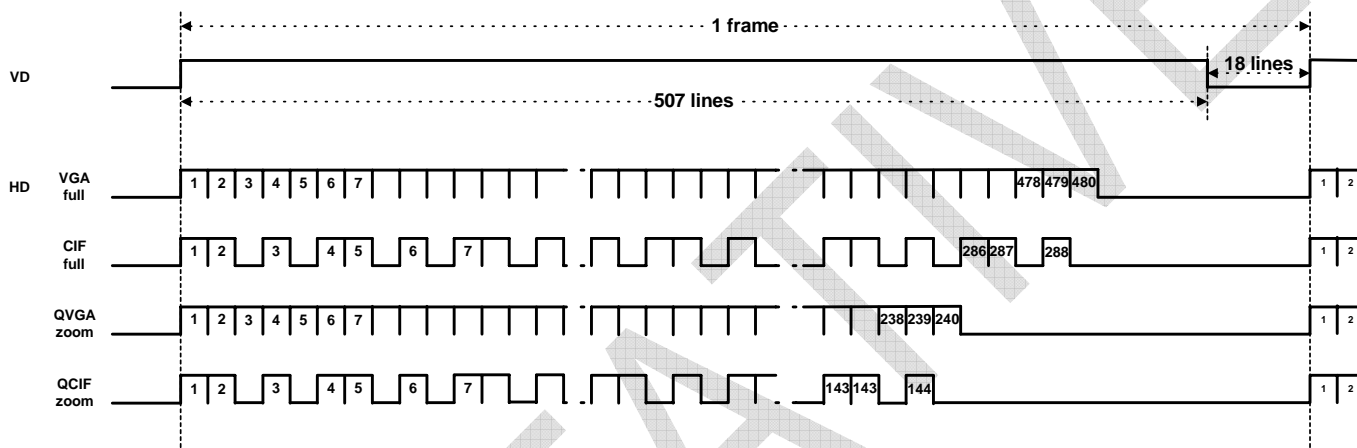 1 frame
VD
18 lines
507 lines
HD
VGA
full
1 2 3 4 5 6 7 478 479 480 1 2
CIF
full
1 2 3 4 5 6 7 286 287 288 1 2
QVGA
zoom
1 2 3 4 5 6 7 238 239 240 1 2
QCIF
zoom
1 2 3 4 5 6 7 143 143 144 1 2